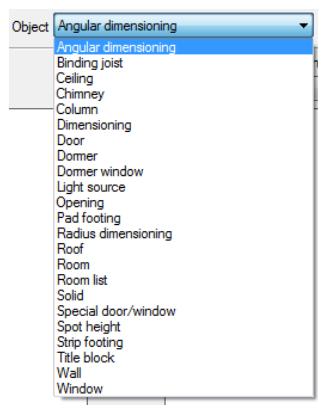 Object Angular dimensioning
Angular dimensioning
Binding joist
Ceiling
Chimney
Column
Dimensioning
Door
Dormer
Dormer window
Light source
Opening
Pad footing
Radius dimensioning
Roof
Room
Room list
Solid
Special door/window
Spot height
Strip footing
Title block
Wall
Window